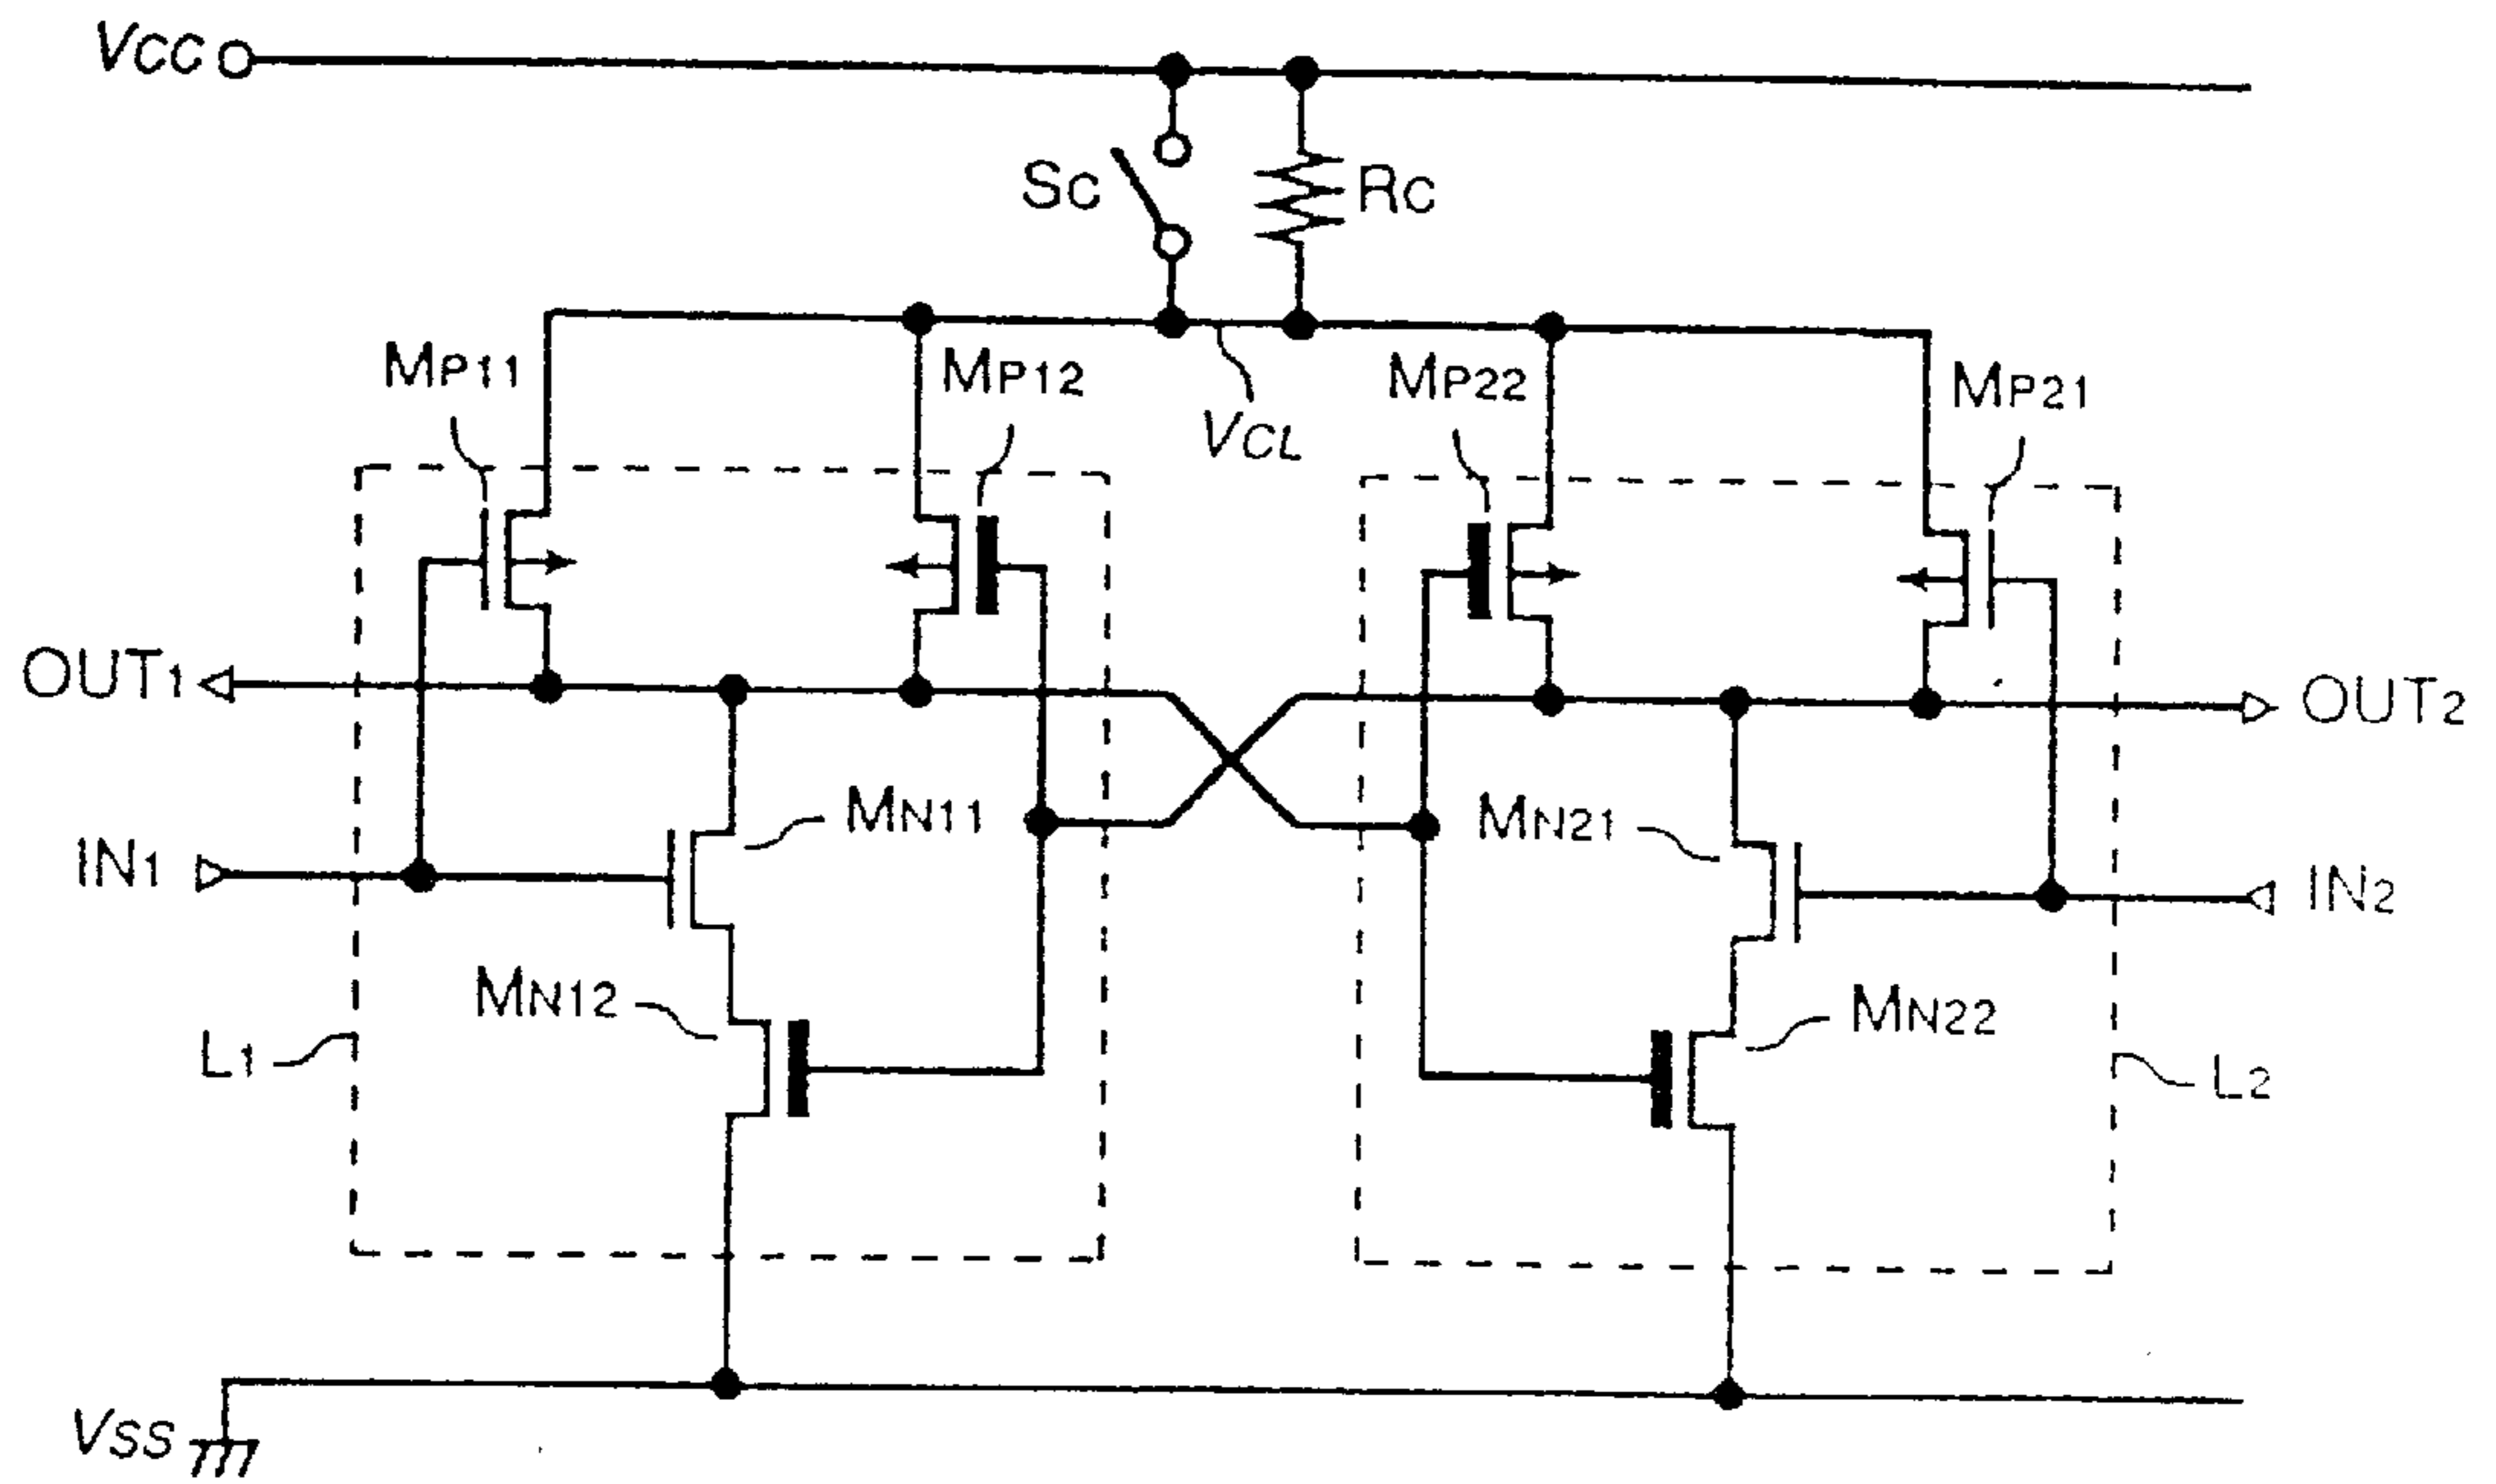 VCC
SC
RC
MP11
MP12
MP22
MP21
VCL
OUT1
OUT2
MN11
MN21
IN1
IN2
MN12
MN22
L1
L2
VSS